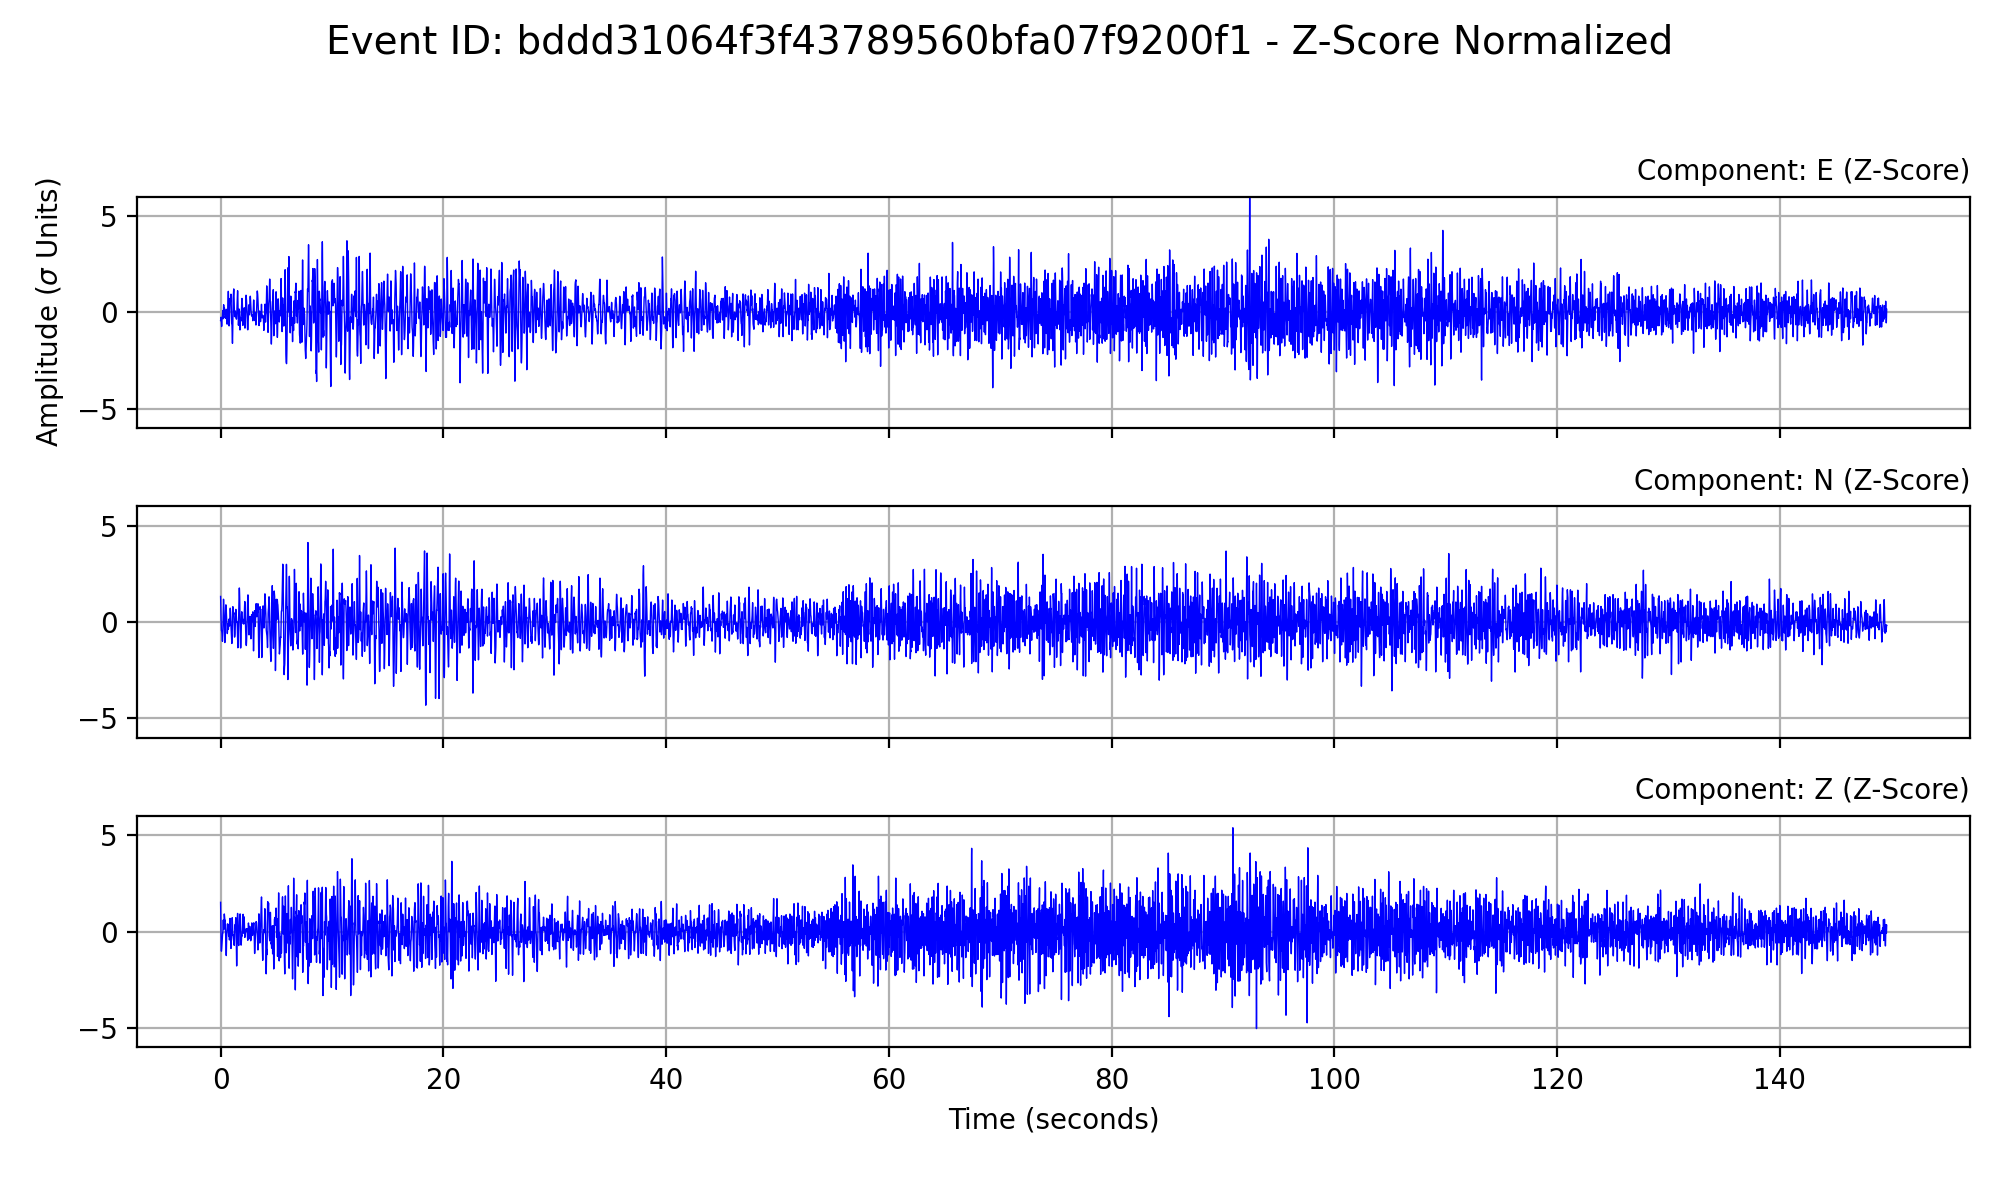 Event ID: bddd31064f3f43789560bfa07f9200f1 - Z-Score Normalized
Component: E (Z-Score)
Amplitude (σ Units)
5
0
−5
Component: N (Z-Score)
5
0
−5
Component: Z (Z-Score)
5
0
−5
0 20 40 60 80 100 120 140
Time (seconds)